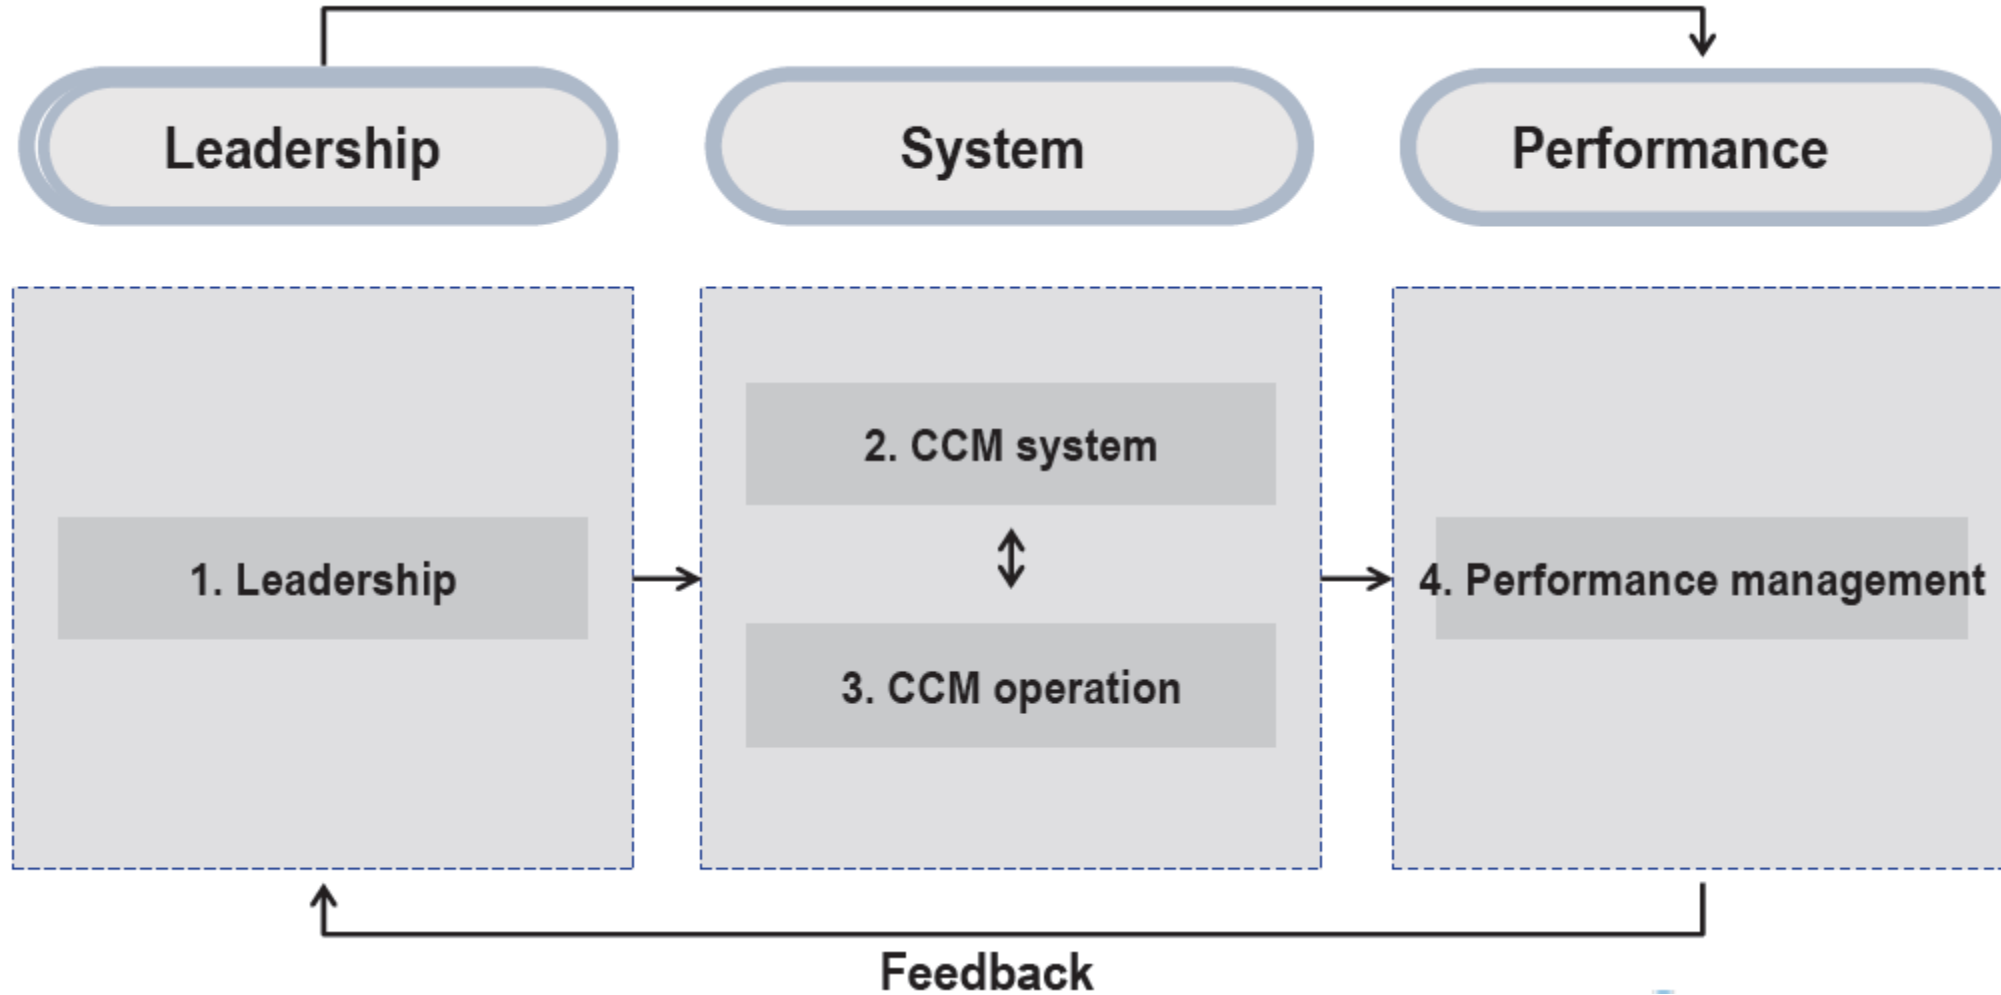 Leadership
System
Performance
1. Leadership
2. CCM system
3. CCM operation
4. Performance management
Feedback